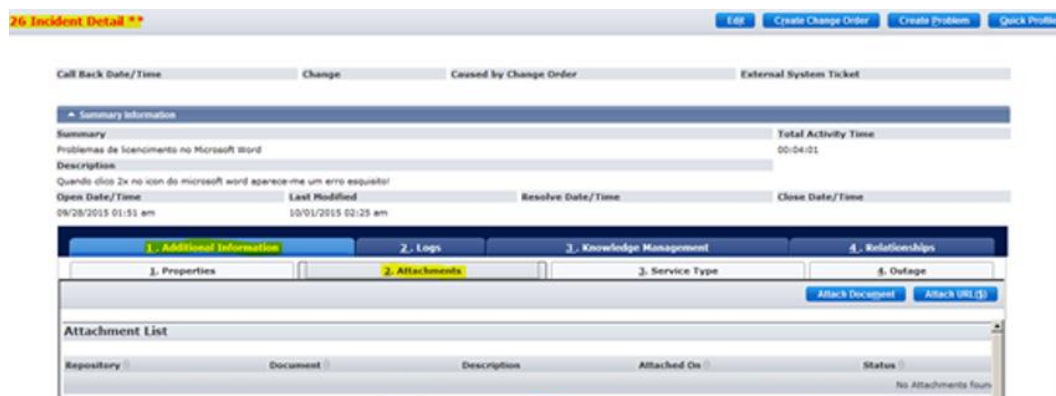 26 Incident Detail **
Edit Create Change Order Create Problem Quick Profile
Call Back Date/Time Change Caused by Change Order External System Ticket
Summary Information
Summary Total Activity Time
Problemas de licencimento no Microsoft Word 00:04:01
Description
Quando clico 2x no icon do microsoft word aparece-me um erro esquisito!
Open Date/Time Last Modified Resolve Date/Time Close Date/Time
09/28/2015 01:51 am 10/01/2015 02:25 am
1. Additional Information 2. Logs 3. Knowledge Management 4. Relationships
1. Properties 2. Attachments 3. Service Type 4. Outage
Attach Document Attach URL($)
Attachment List
Repository Document Description Attached On Status
No Attachments foun